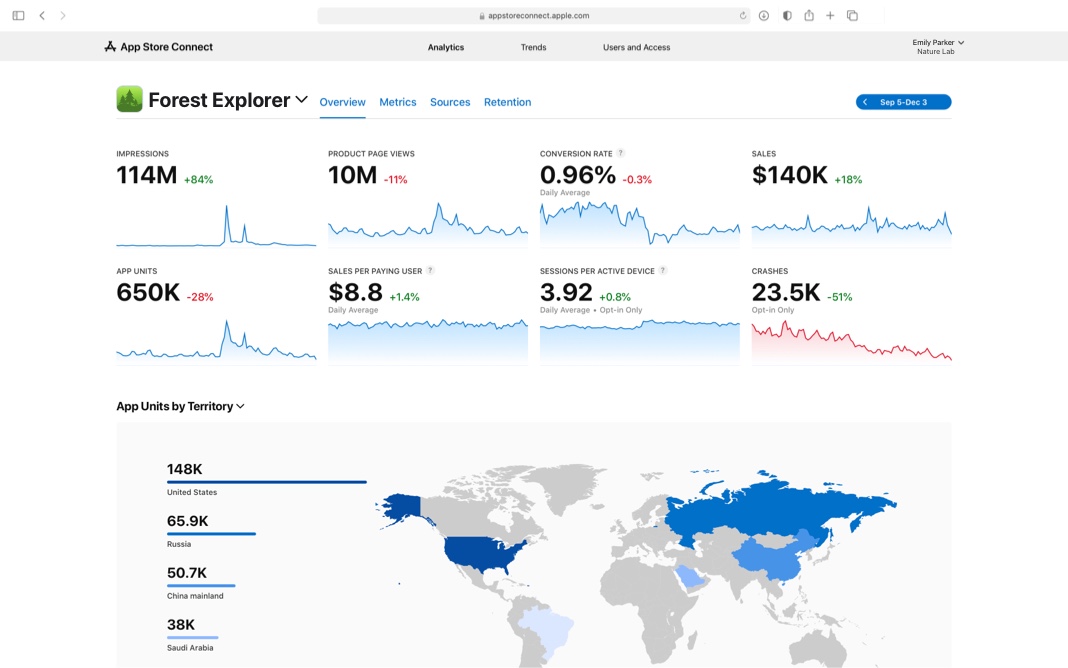 appstoreconnect.apple.com
App Store Connect
Analytics
Trends
Users and Access
Emily Parker
Nature Lab
Forest Explorer
Overview
Metrics
Sources
Retention
Sep 5-Dec 3
IMPRESSIONS
114M +84%
PRODUCT PAGE VIEWS
10M -11%
CONVERSION RATE ?
0.96% -0.3%
Daily Average
SALES
$140K +18%
APP UNITS
650K -28%
SALES PER PAYING USER ?
$8.8 +1.4%
Daily Average
SESSIONS PER ACTIVE DEVICE ?
3.92 +0.8%
Daily Average • Opt-in Only
CRASHES
23.5K -51%
Opt-in Only
App Units by Territory
148K
United States
65.9K
Russia
50.7K
China mainland
38K
Saudi Arabia